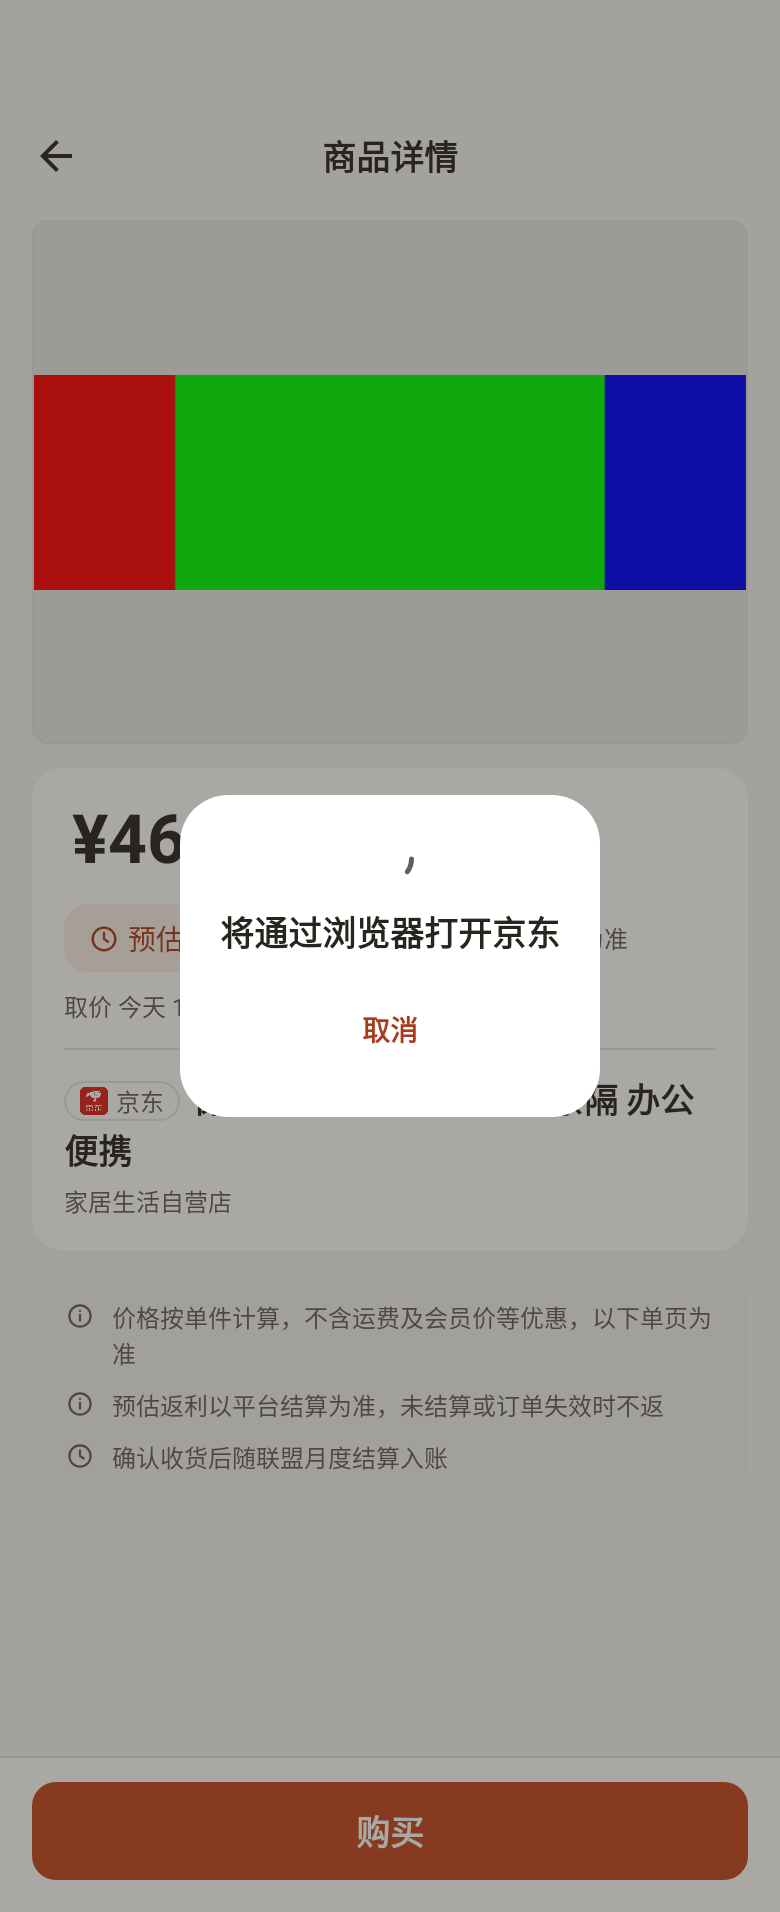 商品详情
¥46
预估
准
取价 今天
将通过浏览器打开京东
取消
京东
隔 办公
便携
家居生活自营店
价格按单件计算，不含运费及会员价等优惠，以下单页为
准
预估返利以平台结算为准，未结算或订单失效时不返
确认收货后随联盟月度结算入账
购买